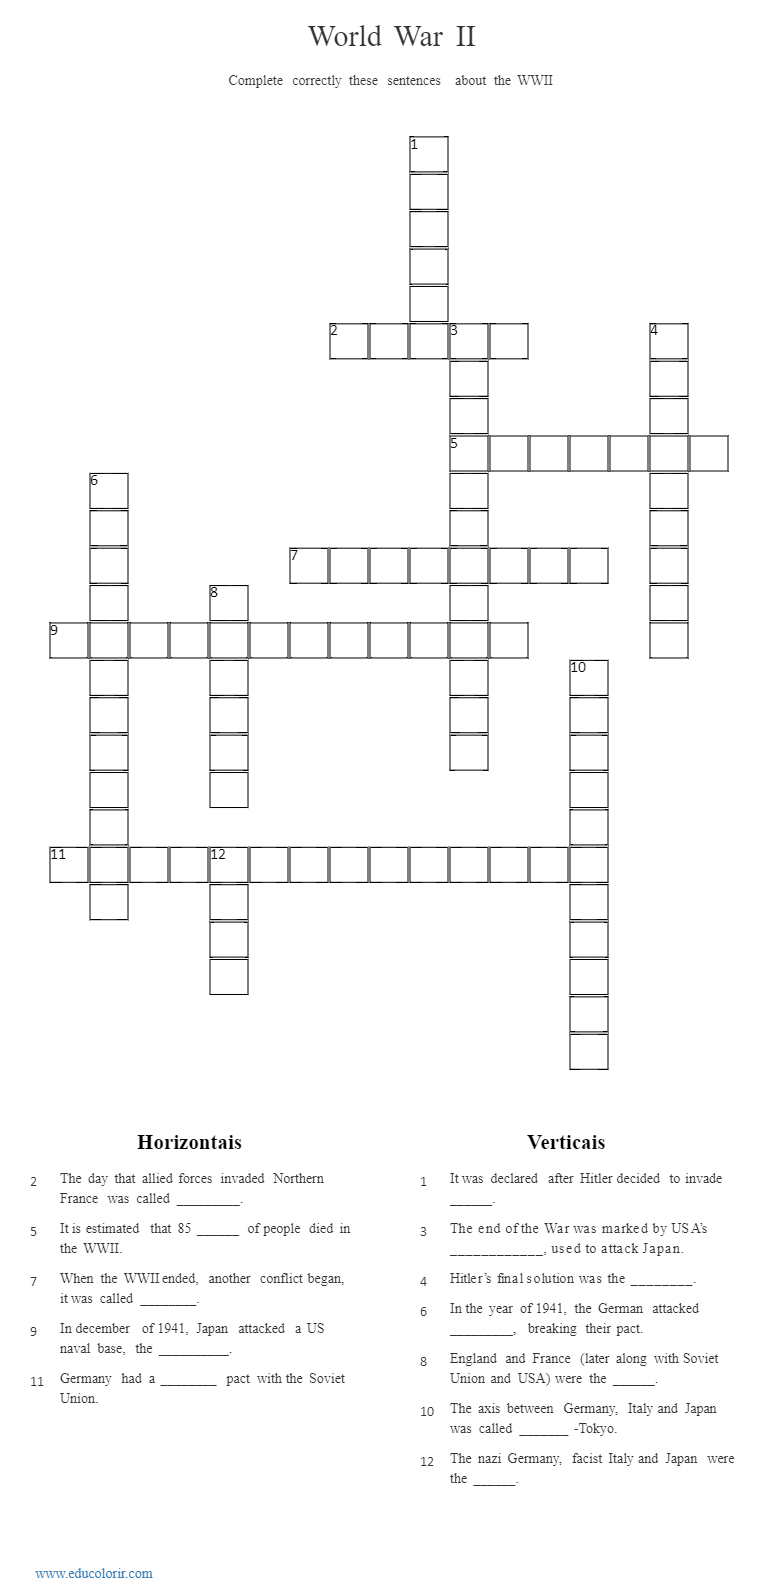 World War II
Complete correctly these sentences about the WWII
1
2
3
4
5
6
7
8
9
10
11
12
Horizontais
2 The day that allied forces invaded Northern
France was called _________.
5 It is estimated that 85 ______ of people died in
the WWII.
7 When the WWII ended, another conflict began,
it was called ________.
9 In december of 1941, Japan attacked a US
naval base, the __________.
11 Germany had a ________ pact with the Soviet
Union.
Verticais
1 It was declared after Hitler decided to invade
______.
3 The end of the War was marked by USA's
____________, used to attack Japan.
4 Hitler's final solution was the ________.
6 In the year of 1941, the German attacked
_________, breaking their pact.
8 England and France (later along with Soviet
Union and USA) were the ______.
10 The axis between Germany, Italy and Japan
was called _______ -Tokyo.
12 The nazi Germany, facist Italy and Japan were
the ______.
www.educolorir.com